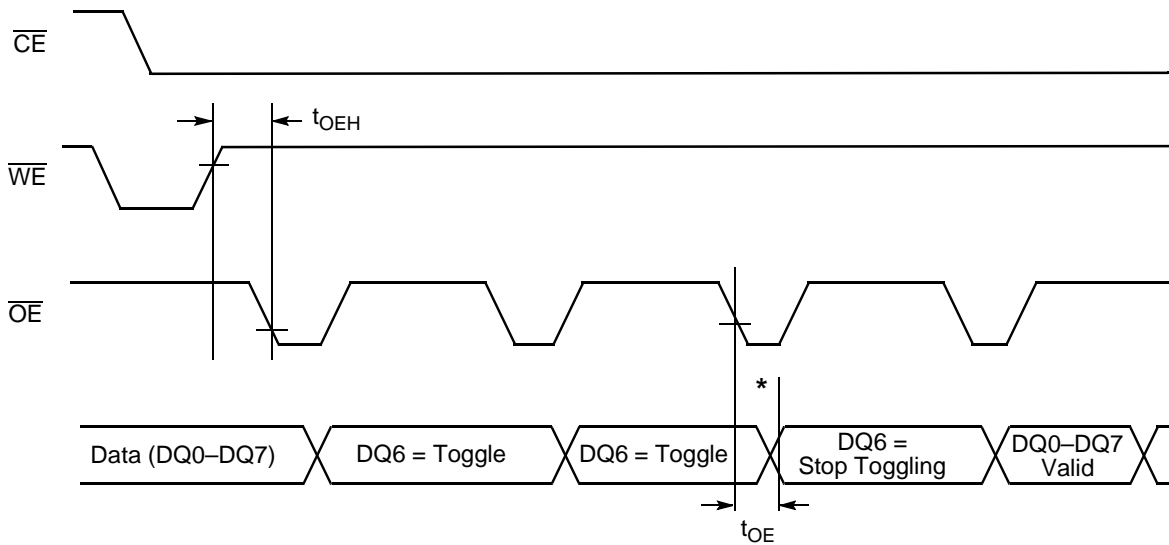 CE
tOEH
WE
OE
*
Data (DQ0–DQ7)
DQ6 = Toggle
DQ6 = Toggle
DQ6 =
Stop Toggling
DQ0–DQ7
Valid
tOE